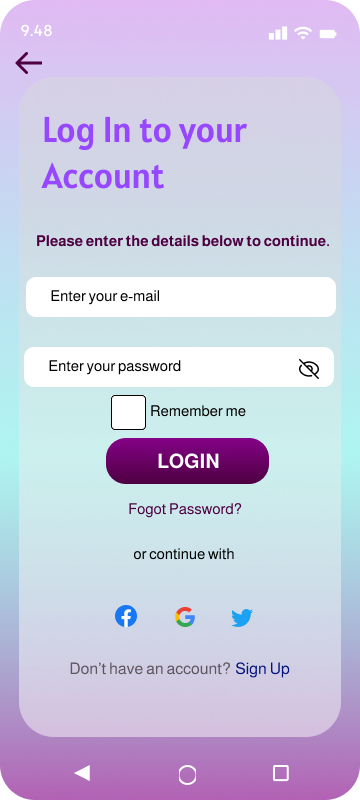 9.48
Log In to your
Account
Please enter the details below to continue.
Enter your e-mail
Enter your password
Remember me
LOGIN
Fogot Password?
or continue with
Don't have an account? Sign Up